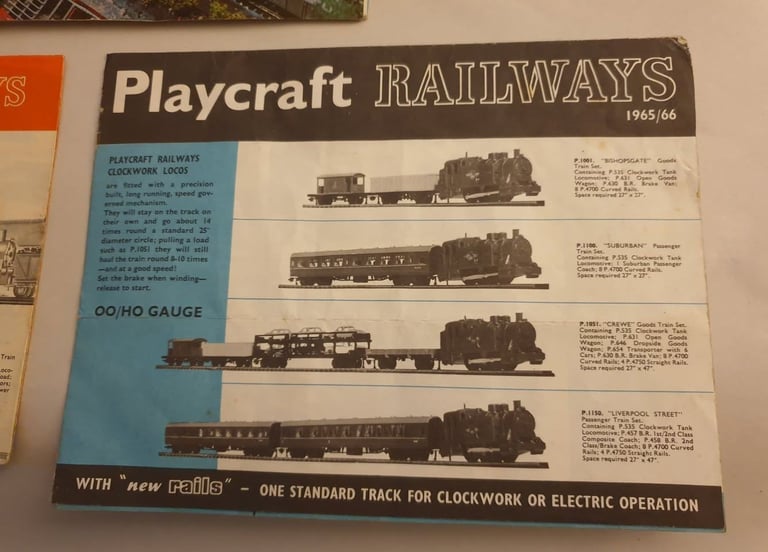 Playcraft RAILWAYS
1965/66
PLAYCRAFT RAILWAYS
CLOCKWORK LOCOS
are fitted with a precision
built, long running, speed gov-
erned mechanism.
They will stay on the track on
their own and go about 14
times round a standard 25"
diameter circle; pulling a load
such as P.1051 they will still
haul the train round 8-10 times
—and at a good speed!
Set the brake when winding—
release to start.
OO/HO GAUGE
P.1001. "BISHOPSGATE" Goods
Train Set.
Containing P.535 Clockwork Tank
Locomotive; P.631 Open Goods
Wagon; P.630 B.R. Brake Van;
8 P.4700 Curved Rails.
Space required 27" x 27".
P.1100. "SUBURBAN" Passenger
Train Set.
Containing P.535 Clockwork Tank
Locomotive; 1 Suburban Passenger
Coach; 8 P.4700 Curved Rails.
Space required 27" x 27".
P.1051. "CREWE" Goods Train Set.
Containing P.535 Clockwork Tank
Locomotive; P.631 Open Goods
Wagon; P.646 Dropside Goods
Wagon; P.654 Transporter with 6
Cars; P.630 B.R. Brake Van; 8 P.4700
Curved Rails; 4 P.4750 Straight Rails.
Space required 27" x 47".
P.1150. "LIVERPOOL STREET"
Passenger Train Set.
Containing P.535 Clockwork Tank
Locomotive; P.457 B.R. 1st/2nd Class
Composite Coach; P.458 B.R. 2nd
Class/Brake Coach; 8 P.4700 Curved
Rails; 4 P.4750 Straight Rails.
Space required 27" x 47".
WITH "new rails" – ONE STANDARD TRACK FOR CLOCKWORK OR ELECTRIC OPERATION
YS
Train